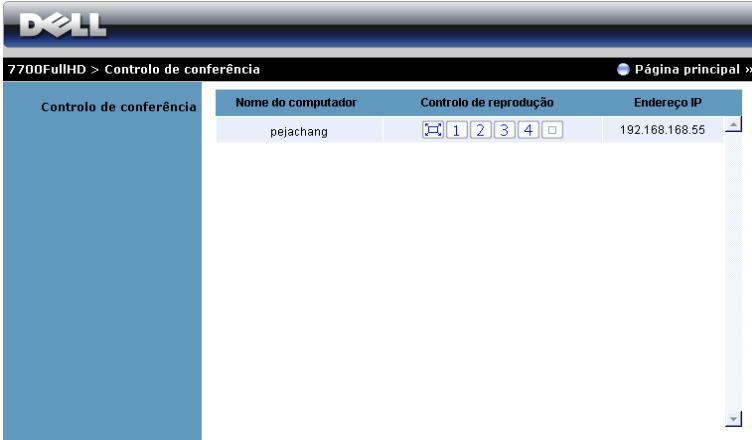 DELL
7700FullHD > Controlo de conferência
Página principal »
Controlo de conferência
Nome do computador Controlo de reprodução Endereço IP
pejachang 1 2 3 4 192.168.168.55